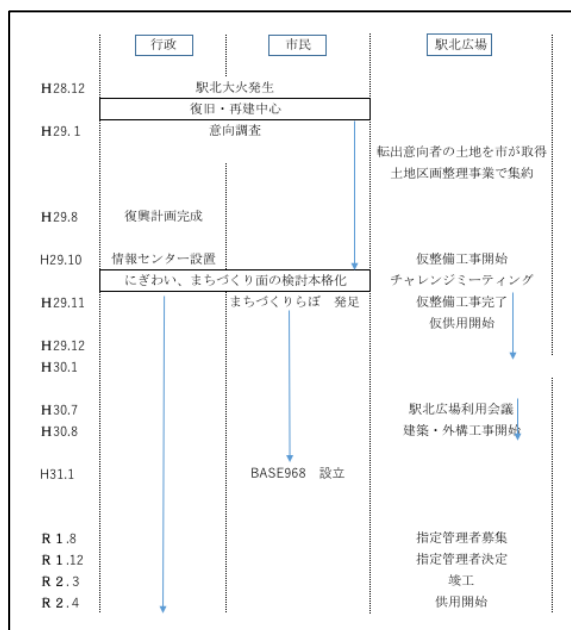 行政 市民 駅北広場
H28.12 駅北大火発生
復旧・再建中心
H29. 1 意向調査
転出意向者の土地を市が取得
土地区画整理事業で集約
H29.8 復興計画完成
H29.10 情報センター設置 仮整備工事開始
にぎわい、まちづくり面の検討本格化 チャレンジミーティング
H29.11 まちづくりらぼ　発足 仮整備工事完了
仮供用開始
H29.12
H30.1
H30.7 駅北広場利用会議
H30.8 建築・外構工事開始
H31.1 BASE968　設立
R 1.8 指定管理者募集
R 1.12 指定管理者決定
R 2.3 竣工
R 2.4 供用開始